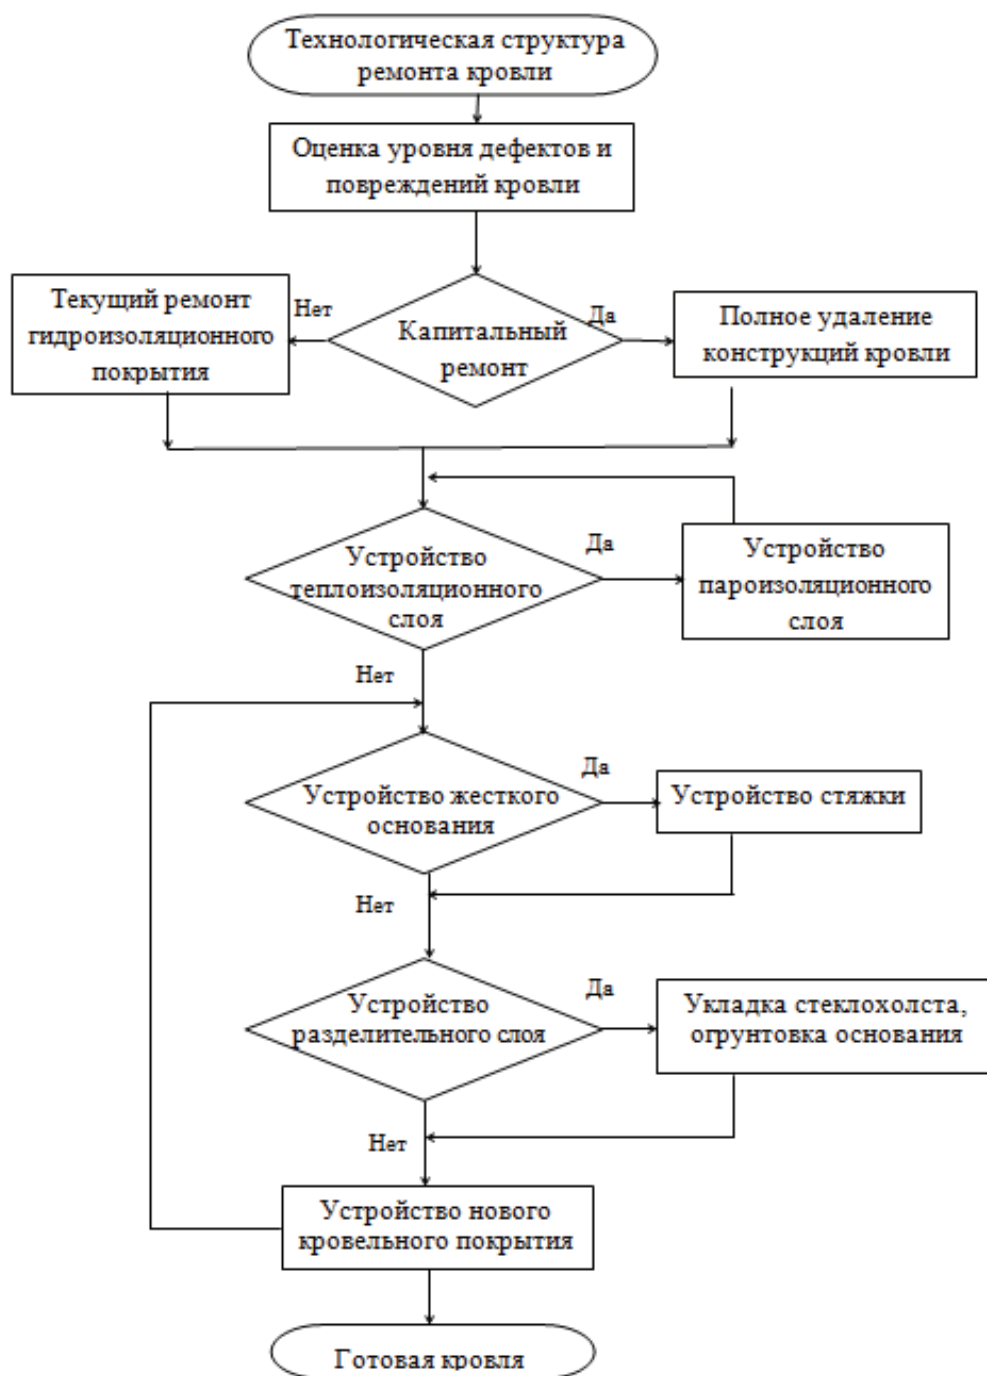 Технологическая структура
ремонта кровли
Оценка уровня дефектов и
повреждений кровли
Текущий ремонт
гидроизоляционного
покрытия
Нет
Капитальный
ремонт
Да
Полное удаление
конструкций кровли
Устройство
теплоизоляционного
слоя
Да
Устройство
пароизоляционного
слоя
Нет
Устройство жесткого
основания
Да
Устройство стяжки
Нет
Устройство
разделительного слоя
Да
Укладка стеклохолста,
огрунтовка основания
Нет
Устройство нового
кровельного покрытия
Готовая кровля